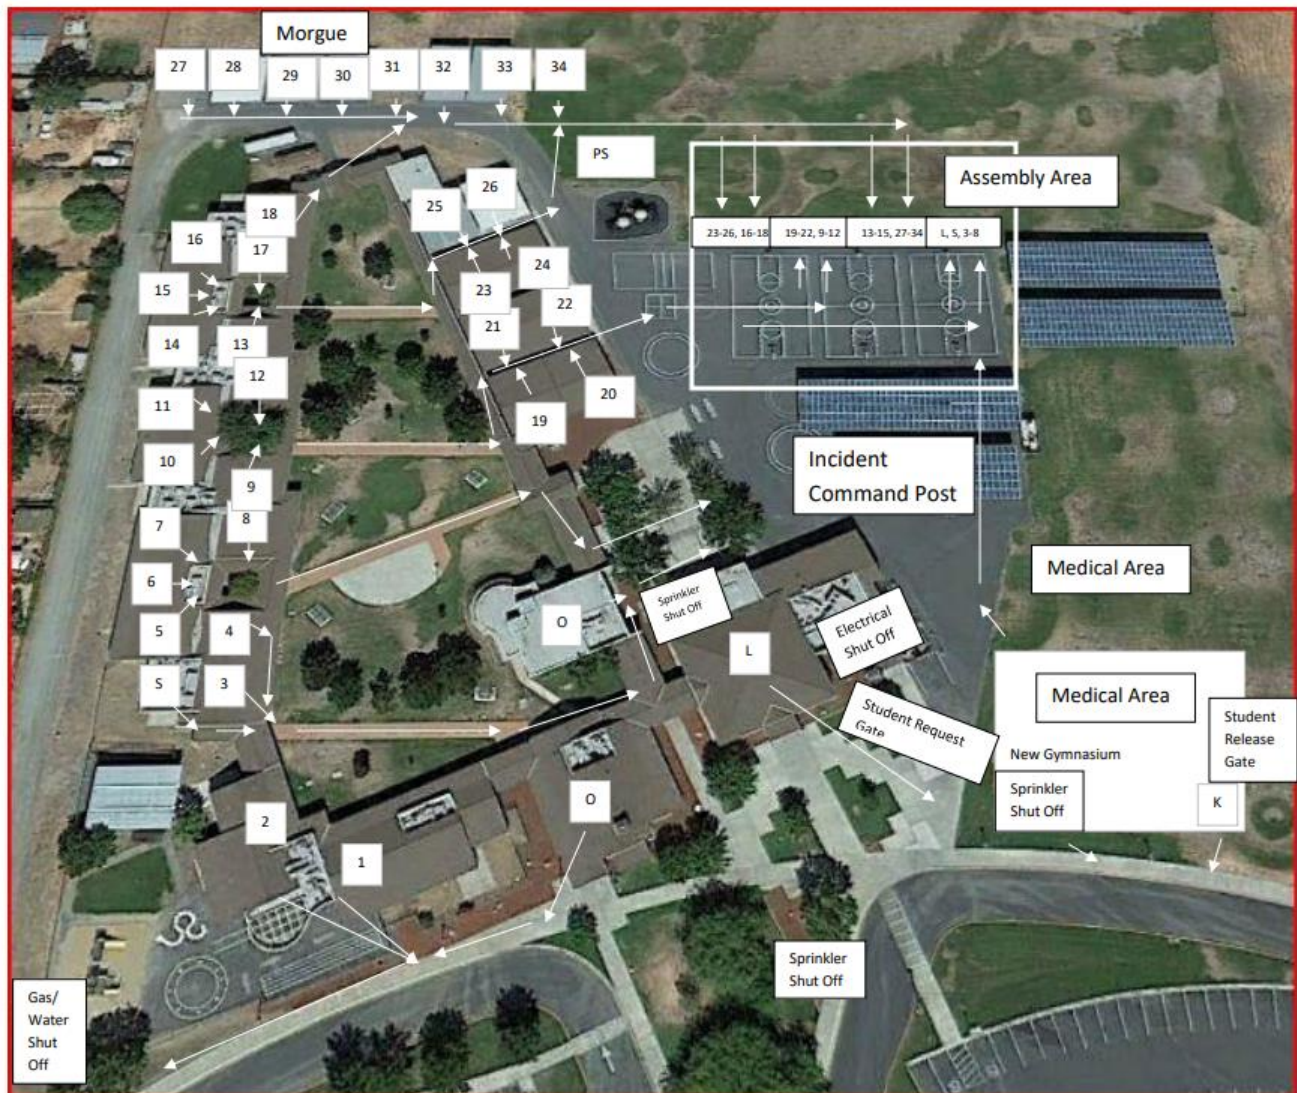 Morgue
27
28
29
30
31
32
33
34
PS
Assembly Area
26
25
18
16
17
23-26, 16-18
19-22, 9-12
13-15, 27-34
L, S, 3-8
24
15
23
22
21
14
13
12
20
11
19
10
Incident
Command Post
9
8
7
6
Medical Area
Sprinkler
Shut Off
5
4
O
Electrical
Shut Off
L
S
3
Medical Area
Student Request
Gate
Student
Release
Gate
New Gymnasium
Sprinkler
Shut Off
K
O
2
1
Sprinkler
Shut Off
Gas/
Water
Shut
Off